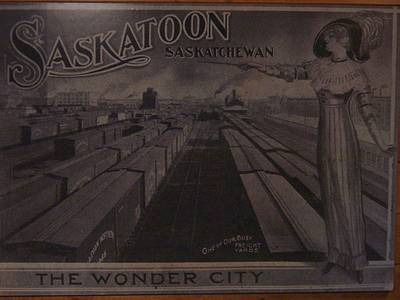 SASKATOON
SASKATCHEWAN
ONE OF OUR BUSY
FREIGHT
YARDS
THE WONDER CITY